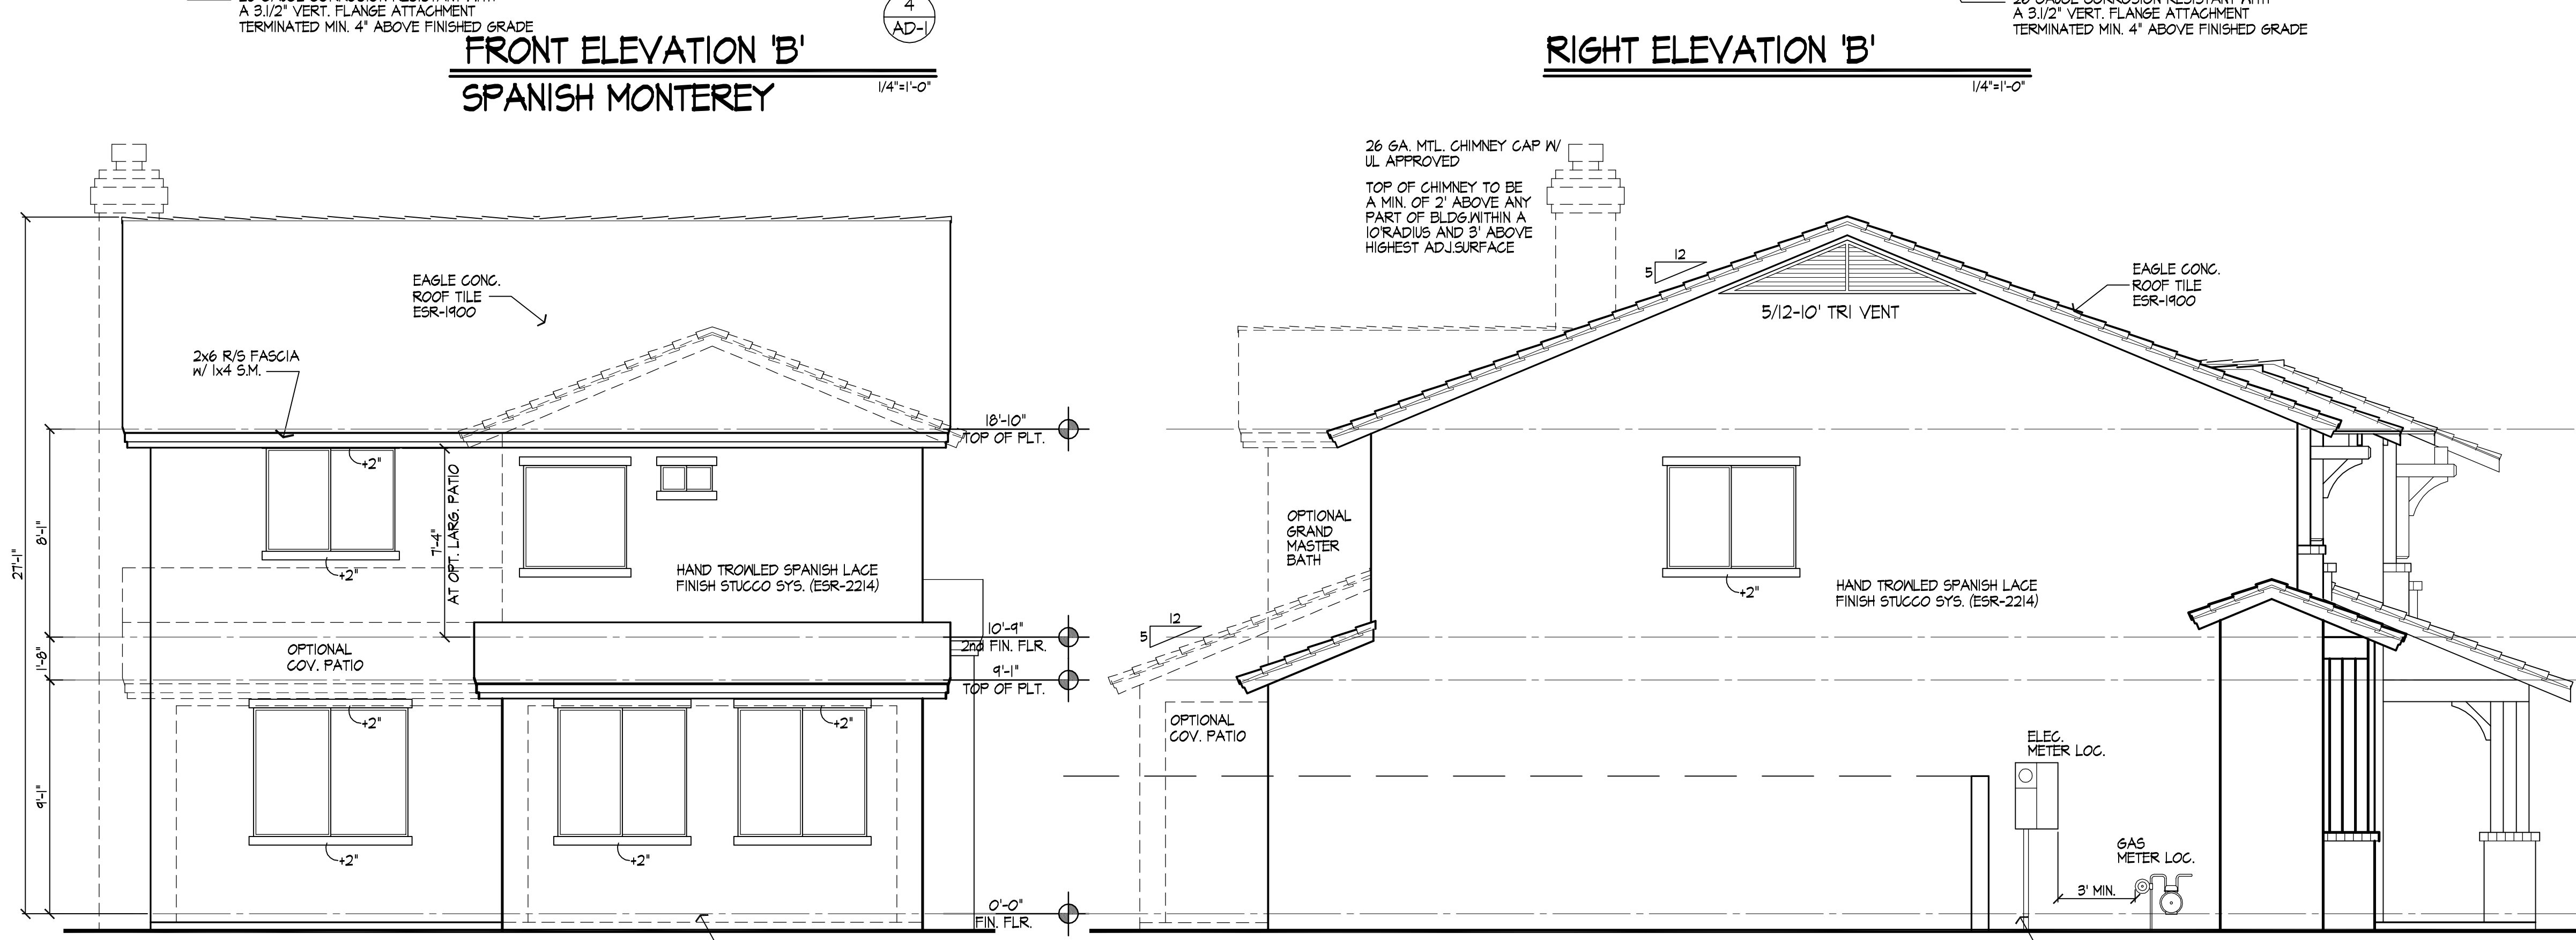 A 3.1/2" VERT. FLANGE ATTACHMENT
TERMINATED MIN. 4" ABOVE FINISHED GRADE
4
AD-1
FRONT ELEVATION 'B'
SPANISH MONTEREY
1/4"=1'-0"
A 3.1/2" VERT. FLANGE ATTACHMENT
TERMINATED MIN. 4" ABOVE FINISHED GRADE
RIGHT ELEVATION 'B'
1/4"=1'-0"
EAGLE CONC.
ROOF TILE
ESR-1900
2x6 R/S FASCIA
W/ 1x4 S.M.
27'-1"
8'-1"
1'-8"
9'-1"
+2"
+2"
7'-4"
AT OPT. LARG. PATIO
HAND TROWLED SPANISH LACE
FINISH STUCCO SYS. (ESR-2214)
OPTIONAL
COV. PATIO
+2"
+2"
+2"
+2"
18'-10"
TOP OF PLT.
10'-9"
2nd FIN. FLR.
9'-1"
TOP OF PLT.
0'-0"
FIN. FLR.
26 GA. MTL. CHIMNEY CAP W/
UL APPROVED
TOP OF CHIMNEY TO BE
A MIN. OF 2' ABOVE ANY
PART OF BLDG.WITHIN A
10'RADIUS AND 3' ABOVE
HIGHEST ADJ.SURFACE
12
5
5/12-10' TRI VENT
EAGLE CONC.
ROOF TILE
ESR-1900
OPTIONAL
GRAND
MASTER
BATH
+2"
HAND TROWLED SPANISH LACE
FINISH STUCCO SYS. (ESR-2214)
12
5
OPTIONAL
COV. PATIO
ELEC.
METER LOC.
GAS
METER LOC.
3' MIN.